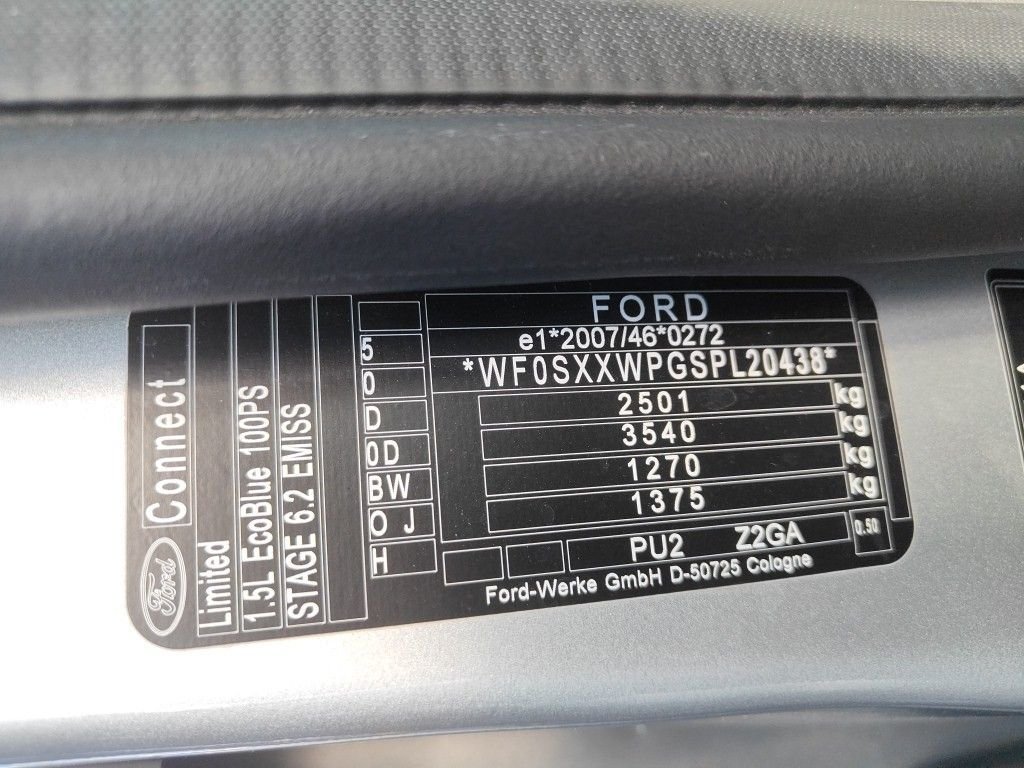 FORD
e1*2007/46*0272
*WF0SXXWPGSPL20438*
2501 kg
3540 kg
1270 kg
1375 kg
PU2 Z2GA
0.50
Ford-Werke GmbH D-50725 Cologne
5
0
D
0D
BW
O J
H
Ford
Connect
Limited
1.5L EcoBlue 100PS
STAGE 6.2 EMISS